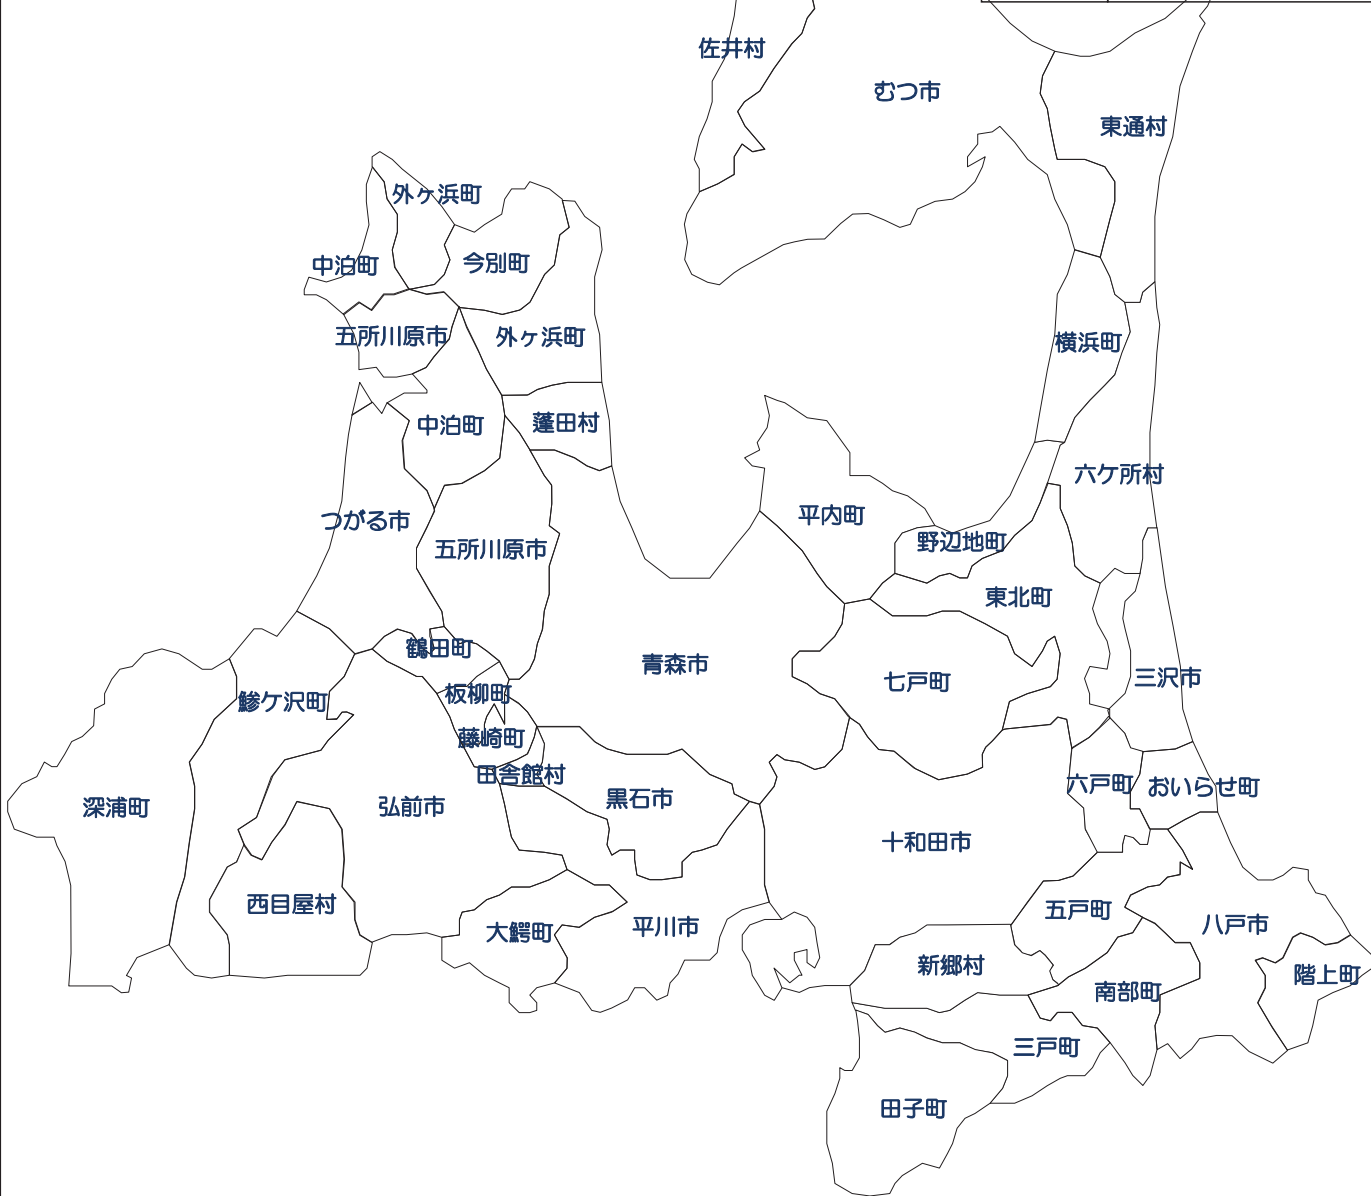 佐井村
むつ市
東通村
外ヶ浜町
中泊町
今別町
五所川原市
外ヶ浜町
横浜町
中泊町
蓬田村
六ケ所村
つがる市
平内町
野辺地町
五所川原市
東北町
鶴田町
青森市
三沢市
七戸町
板柳町
鰺ケ沢町
藤崎町
田舎館村
六戸町
おいらせ町
黒石市
深浦町
弘前市
十和田市
西目屋村
五戸町
八戸市
大鰐町
平川市
新郷村
階上町
南部町
三戸町
田子町